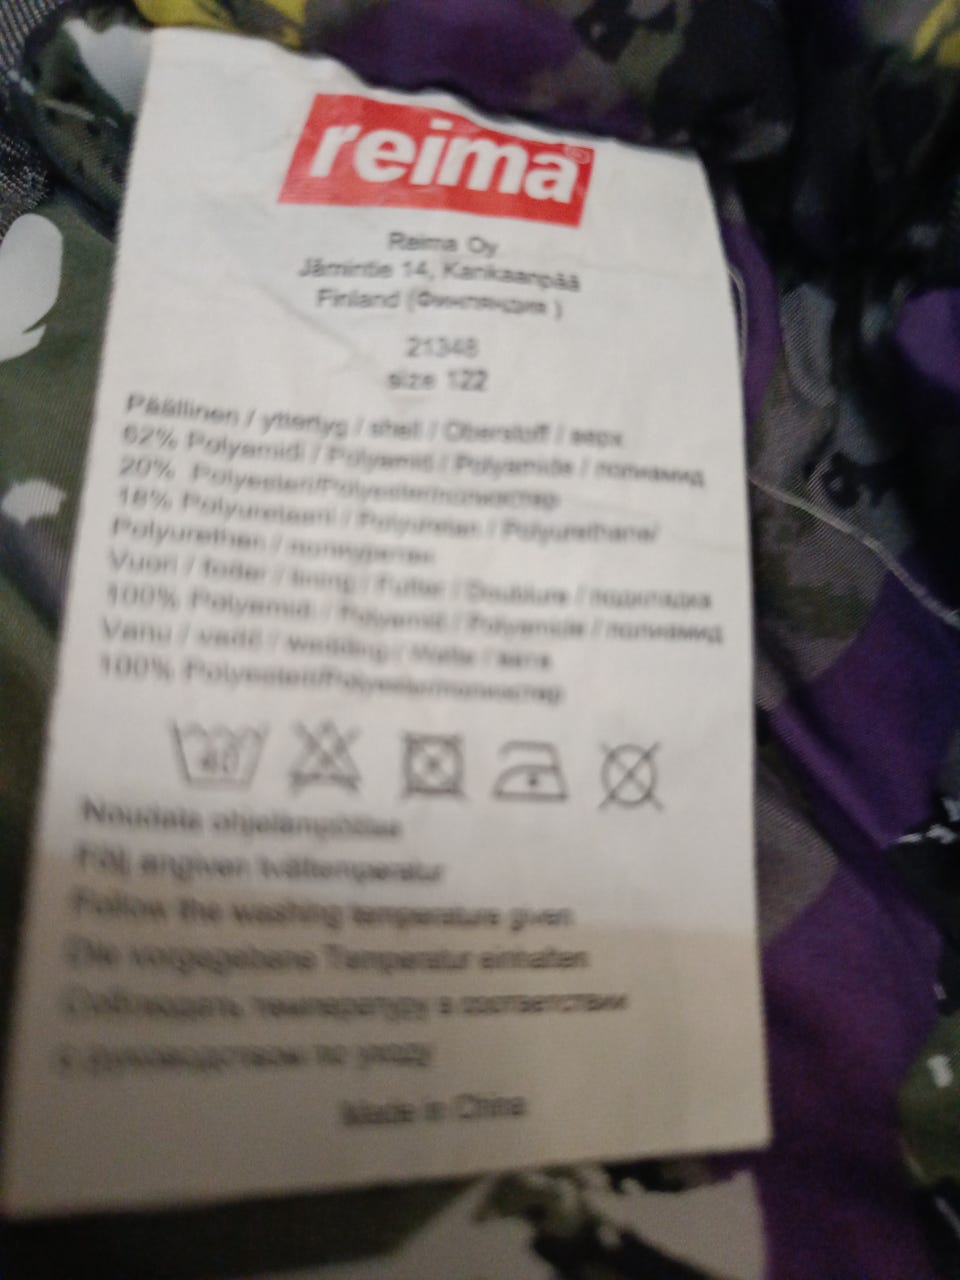 reima®
Reima Oy
Jämintie 14, Kankaanpää
Finland (Финляндия )
21348
size 122
Päällinen / yttertyg / shell / Oberstoff / верх
62% Polyamidi / Polyamid / Polyamide / полиамид
20% Polyesteri/Polyester/полиэстер
18% Polyuretaani / Polyuretan / Polyurethane/
Polyurethan / полиуретан
Vuori / foder / lining / Futter / Doublure / подкладка
100% Polyamidi / Polyamid / Polyamide / полиамид
Vanu / vadd / wadding / Watte / вата
100% Polyesteri/Polyester/полиэстер
40
Noudata ohjelämpötilaa
Följ angiven tvättemperatur
Follow the washing temperature given
Die vorgegebene Temperatur einhalten
Соблюдать температуру в соответствии
с руководством по уходу
Made in China